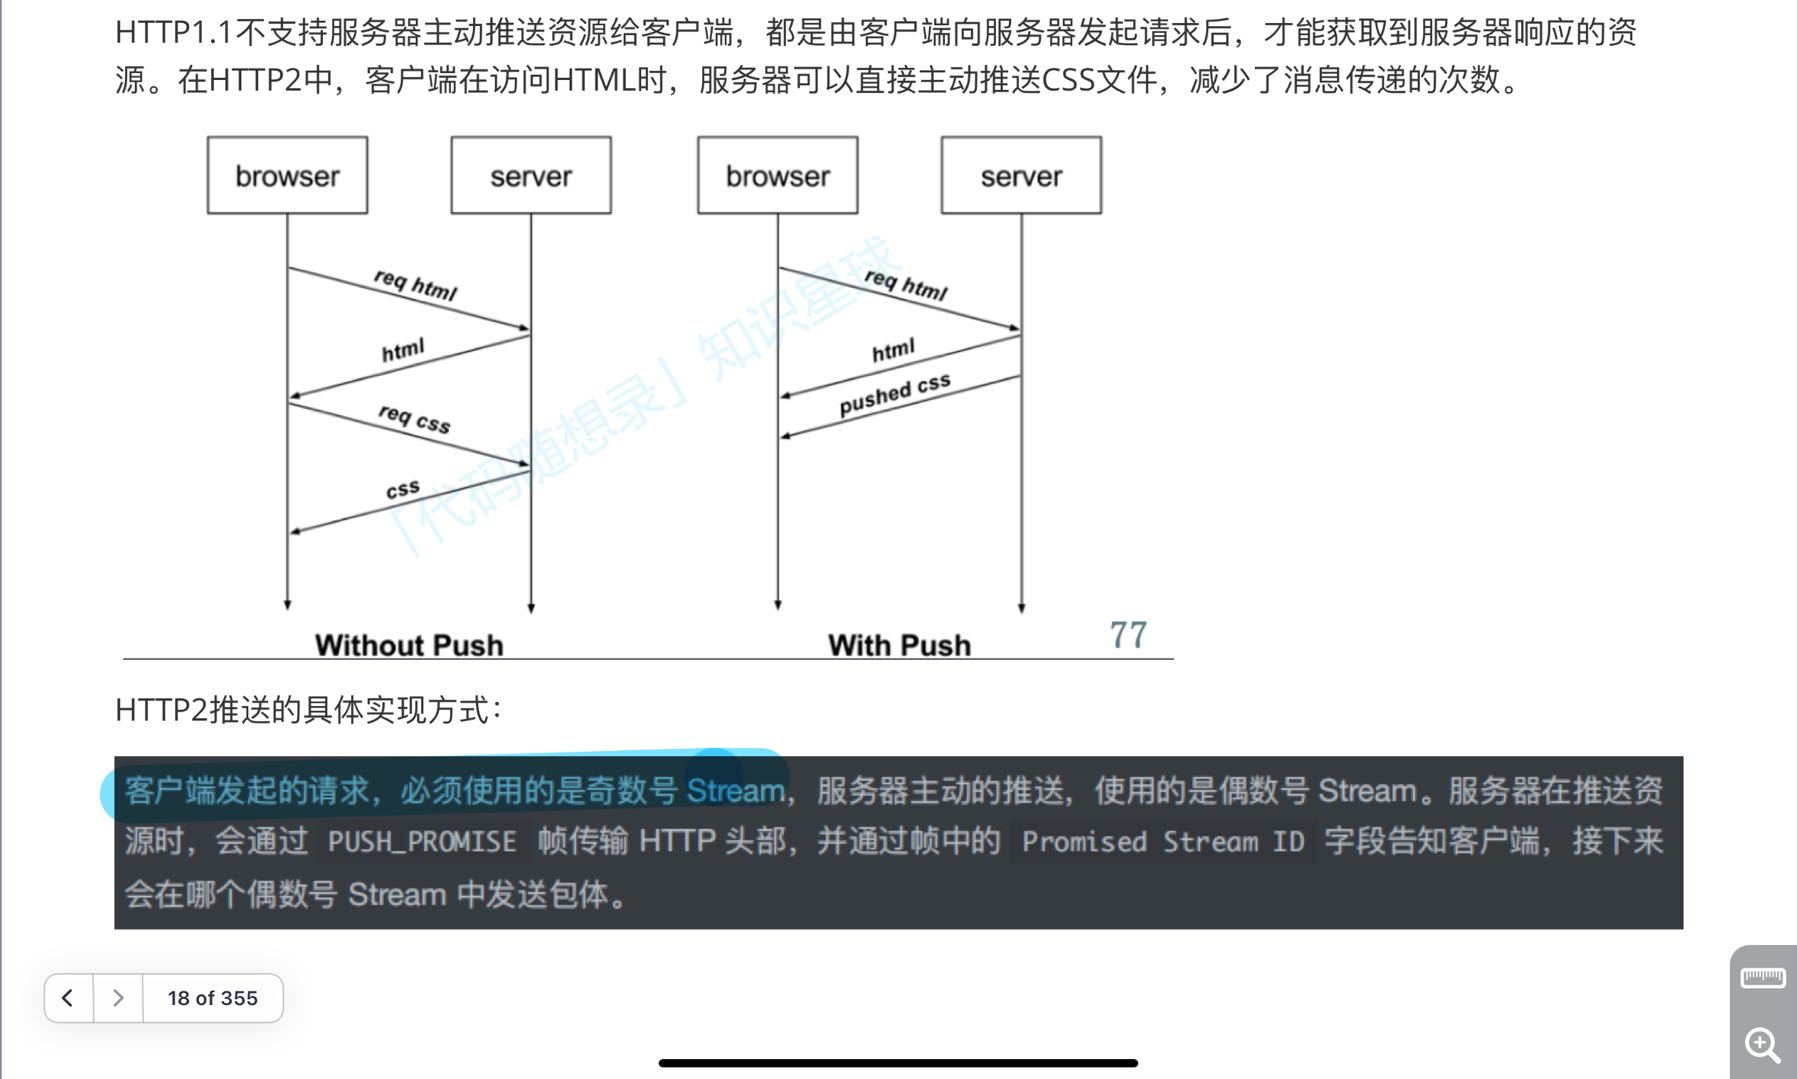 HTTP1.1不支持服务器主动推送资源给客户端，都是由客户端向服务器发起请求后，才能获取到服务器响应的资
源。在HTTP2中，客户端在访问HTML时，服务器可以直接主动推送CSS文件，减少了消息传递的次数。
browser
server
browser
server
req html
html
req css
css
req html
html
pushed css
「代码随想录」知识星球
Without Push
With Push
77
HTTP2推送的具体实现方式：
客户端发起的请求，必须使用的是奇数号 Stream，服务器主动的推送，使用的是偶数号 Stream。服务器在推送资
源时，会通过 PUSH_PROMISE 帧传输 HTTP 头部，并通过帧中的 Promised Stream ID 字段告知客户端，接下来
会在哪个偶数号 Stream 中发送包体。
18 of 355